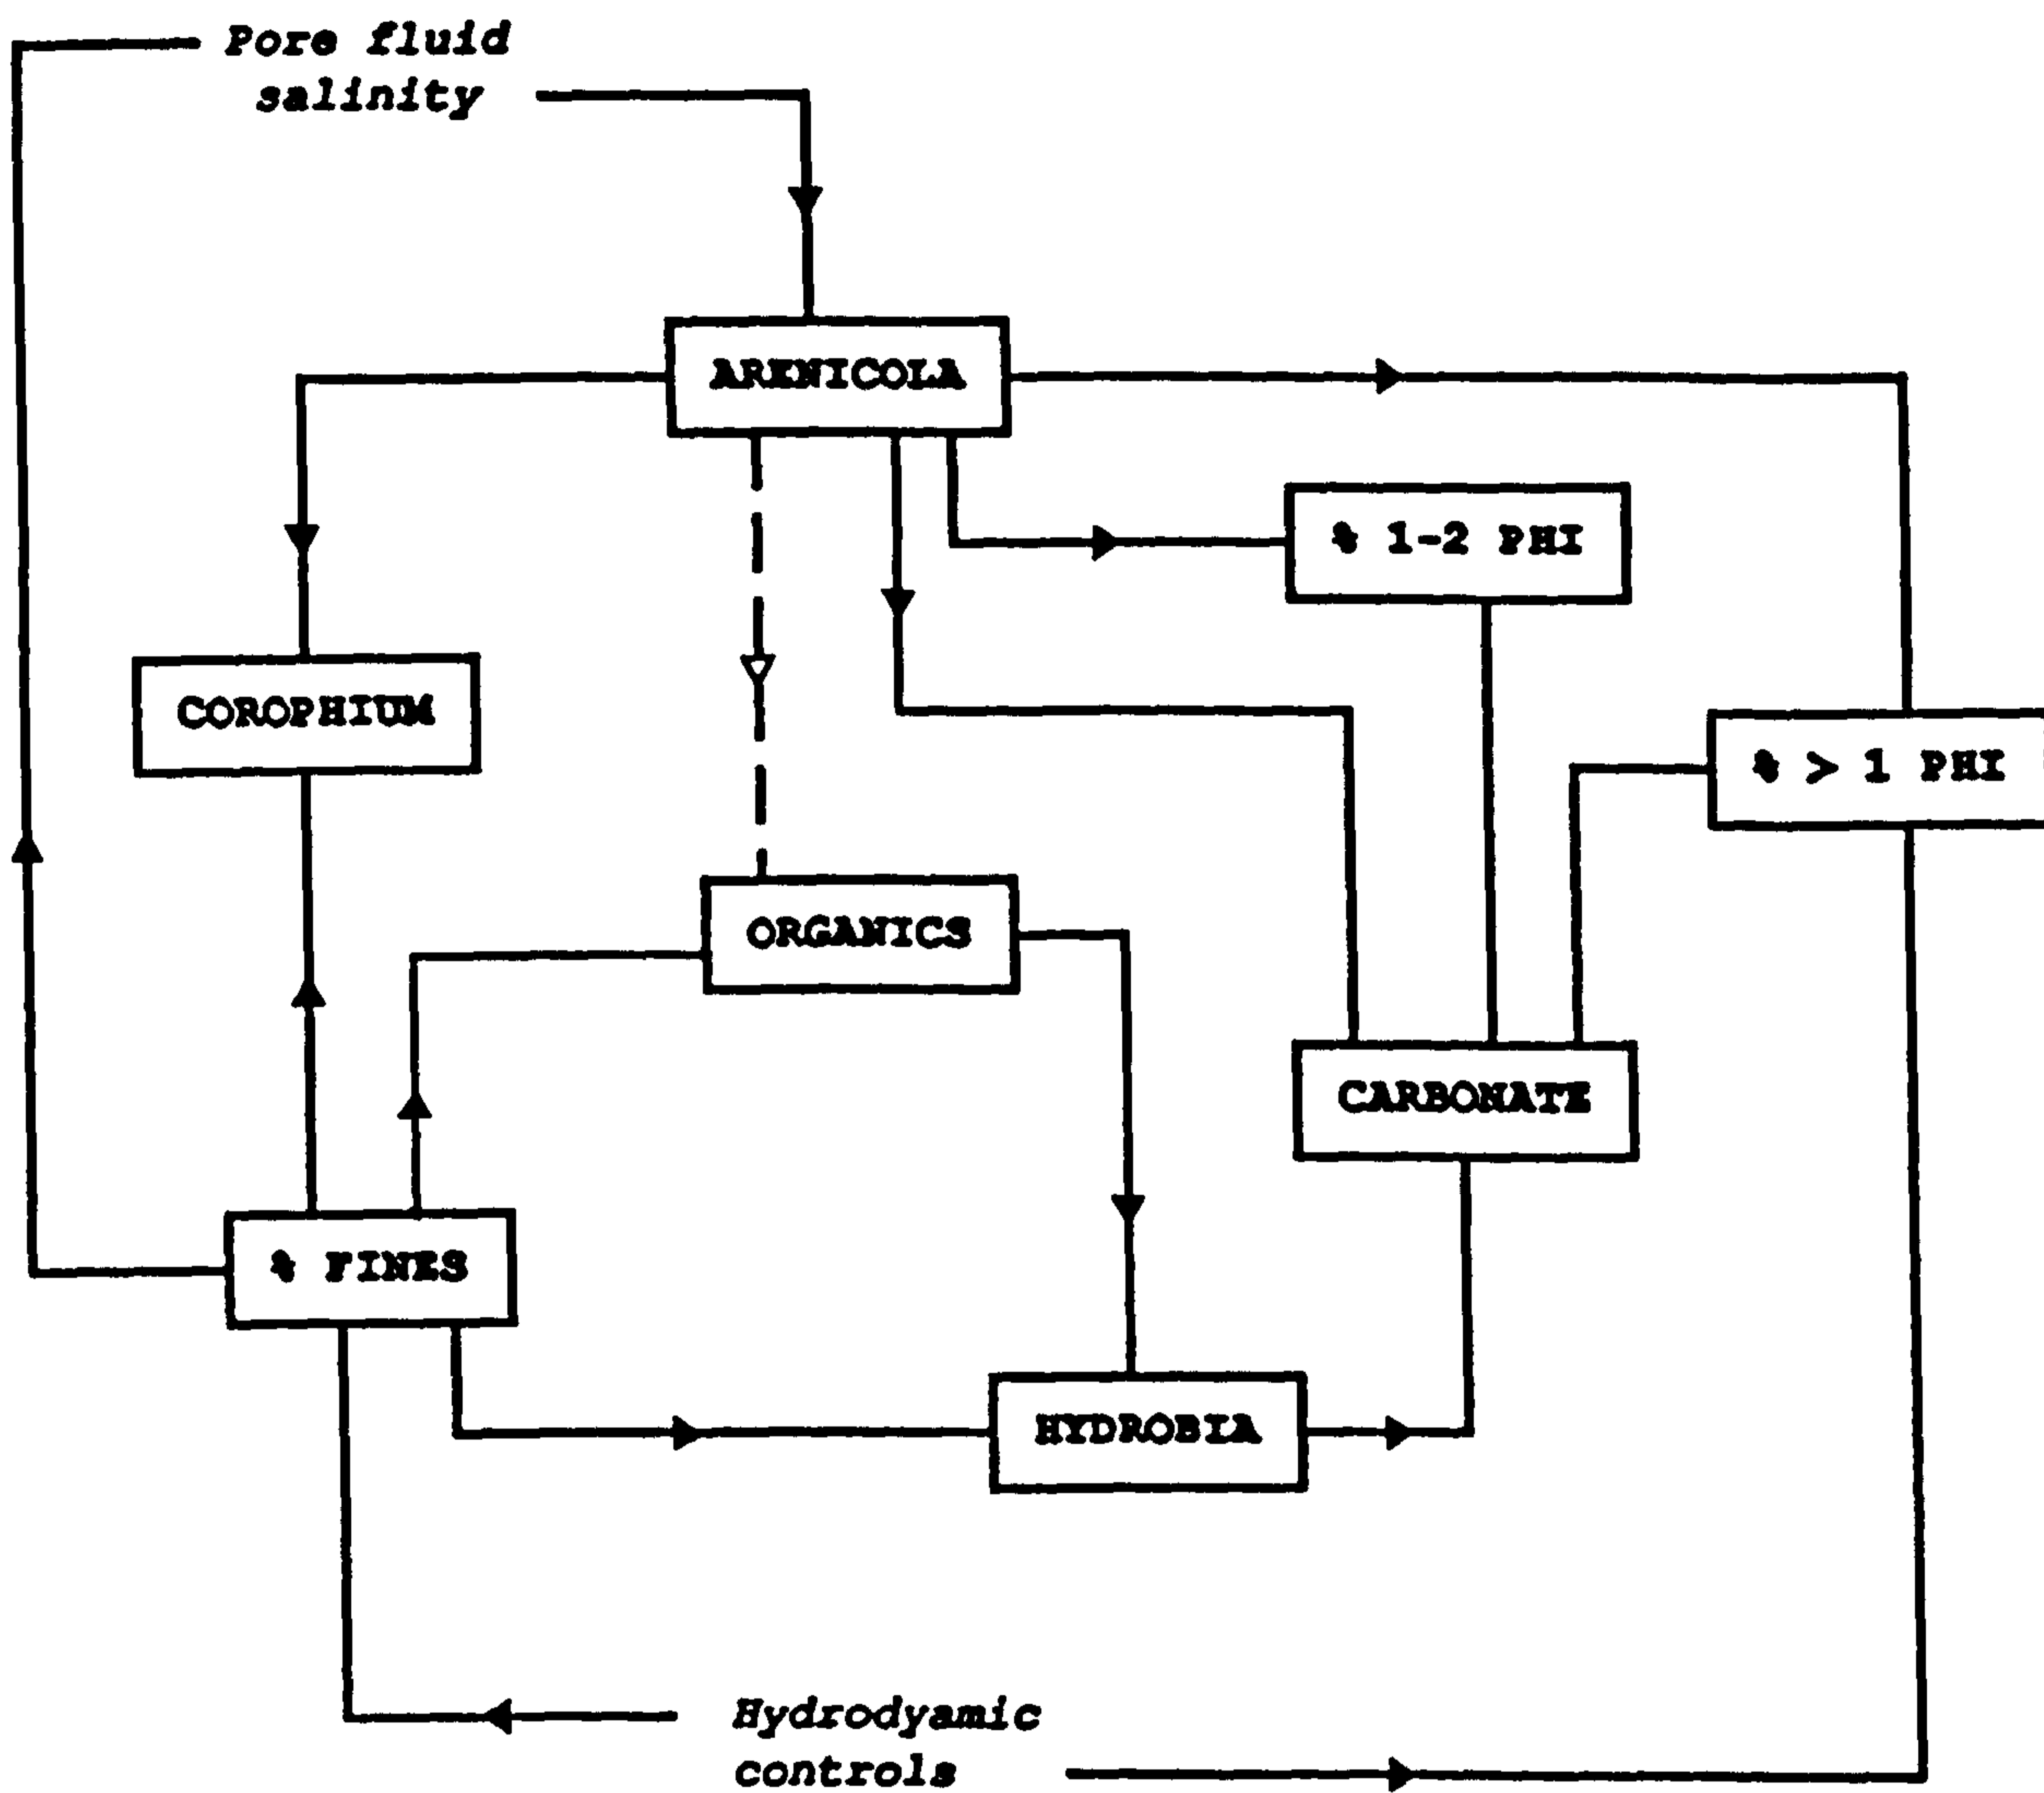 Pore fluid
salinity
ARENICOLA
% 1-2 PHI
COROPHIUM
% > 1 PHI
ORGANICS
CARBONATE
% FINES
HYDROBIA
Hydrodyamic
controls